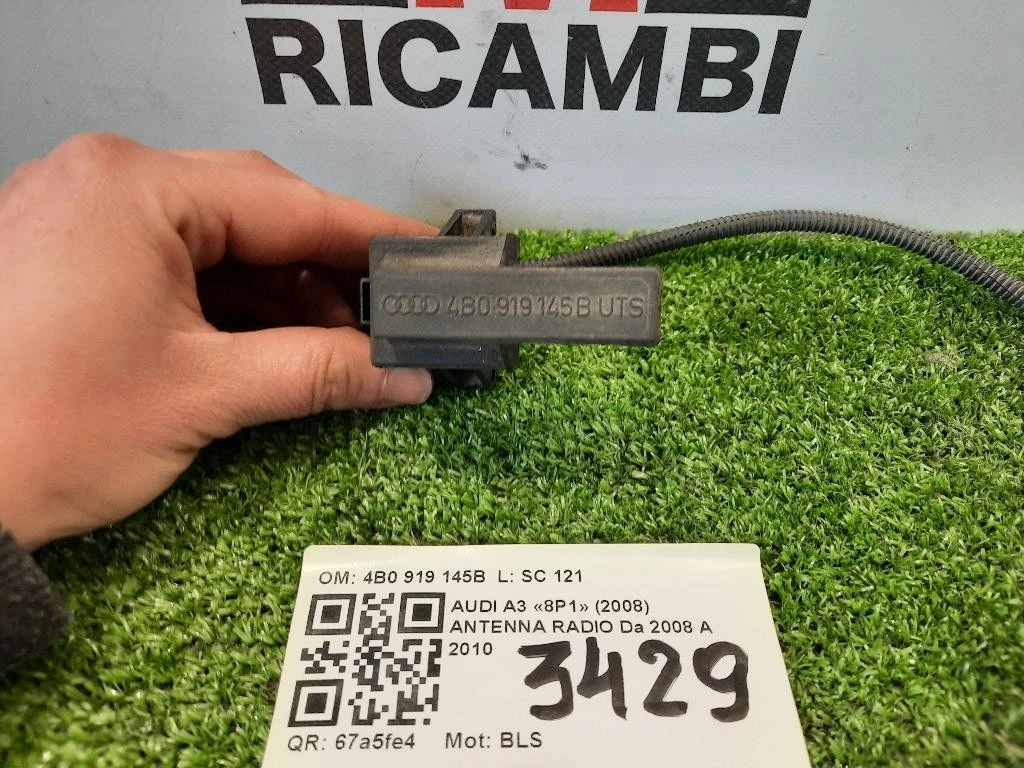 RICAMBI
4B0 919 145B UTS
OM: 4B0 919 145B L: SC 121
AUDI A3 «8P1» (2008)
ANTENNA RADIO Da 2008 A
2010
3429
QR: 67a5fe4 Mot: BLS